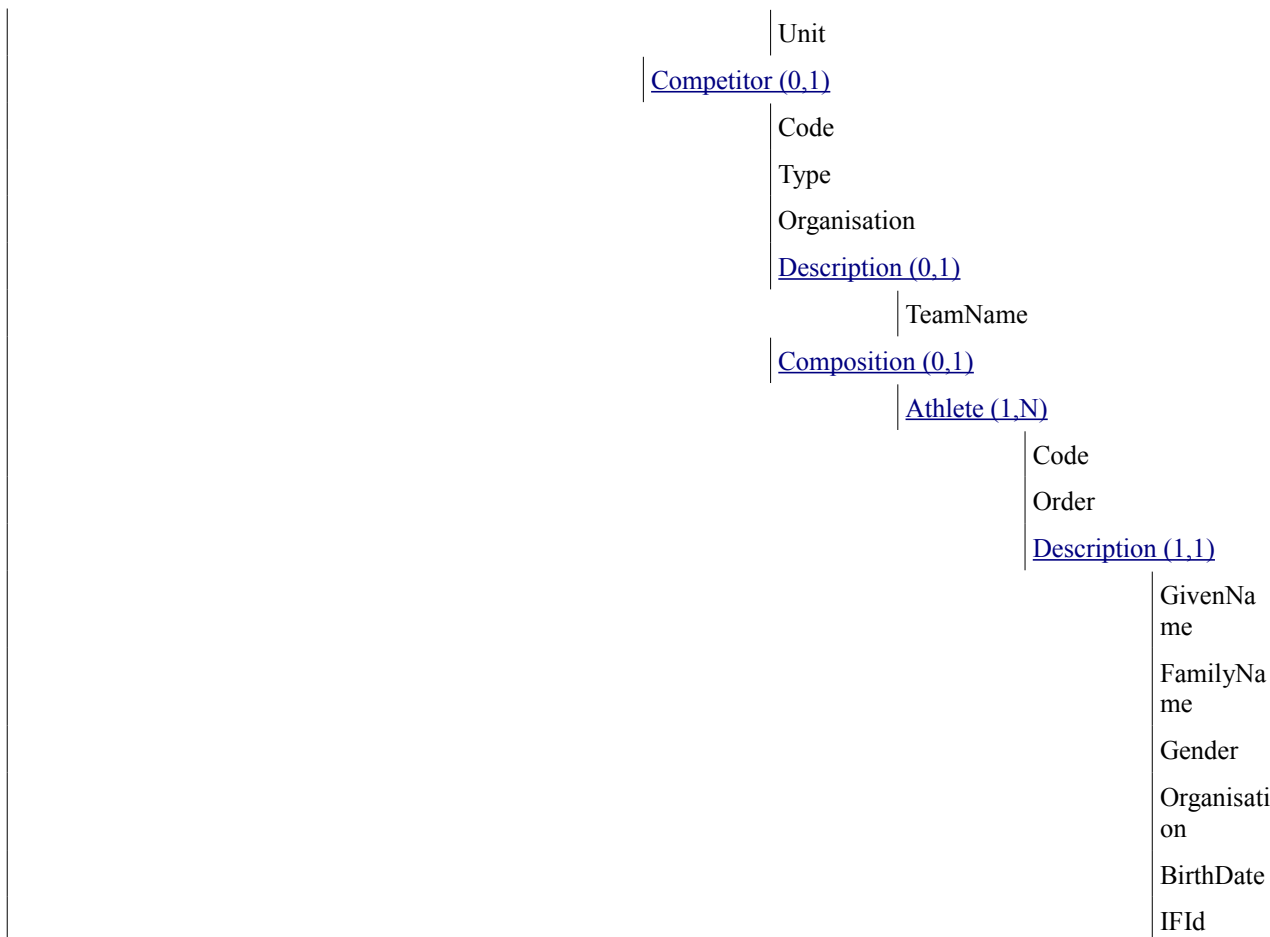 Unit
Competitor (0,1)
Code
Type
Organisation
Description (0,1)
TeamName
Composition (0,1)
Athlete (1,N)
Code
Order
Description (1,1)
GivenNa
me
FamilyNa
me
Gender
Organisati
on
BirthDate
IFId